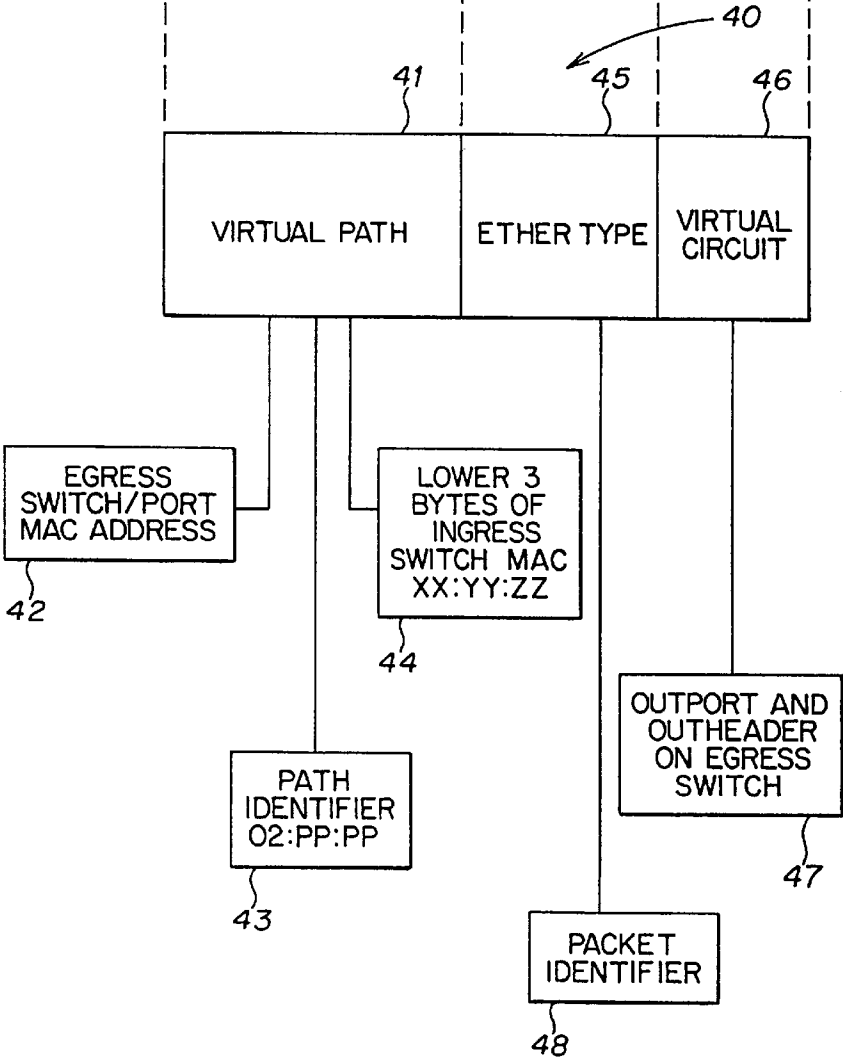 40
41
45
46
VIRTUAL PATH
ETHER TYPE
VIRTUAL
CIRCUIT
EGRESS
SWITCH/PORT
MAC ADDRESS
42
LOWER 3
BYTES OF
INGRESS
SWITCH MAC
XX:YY:ZZ
44
OUTPORT AND
OUTHEADER
ON EGRESS
SWITCH
47
PATH
IDENTIFIER
02:PP:PP
43
PACKET
IDENTIFIER
48